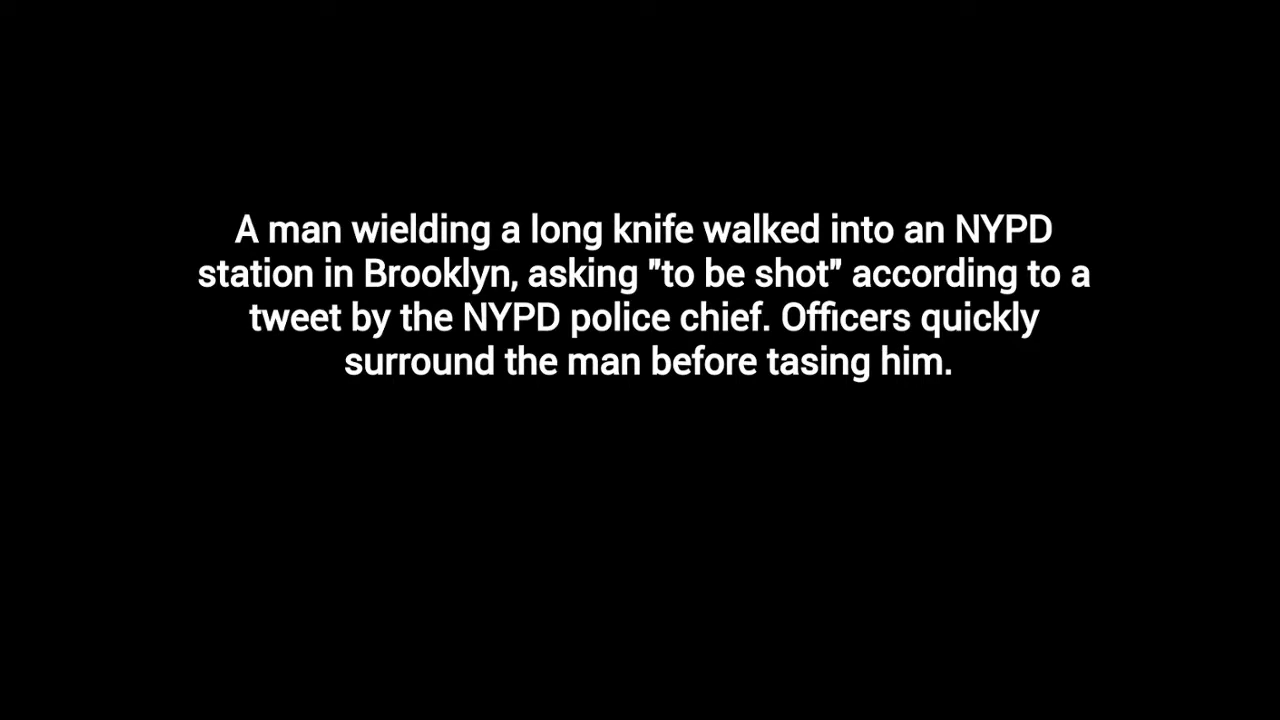 A man wielding a long knife walked into an NYPD
station in Brooklyn, asking "to be shot" according to a
tweet by the NYPD police chief. Officers quickly
surround the man before tasing him.